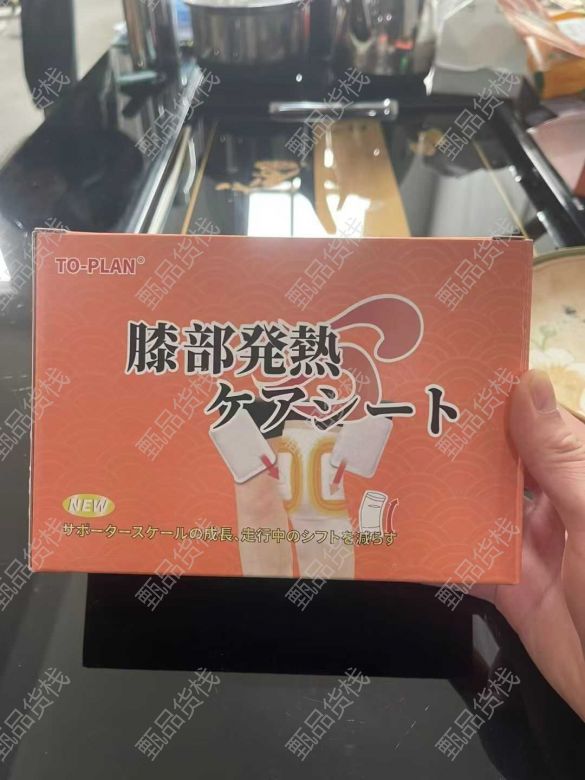 TO-PLAN®
膝部発熱
ケアシート
NEW
サポータースケールの成長、走行中のシフトを減らす
甄品货栈